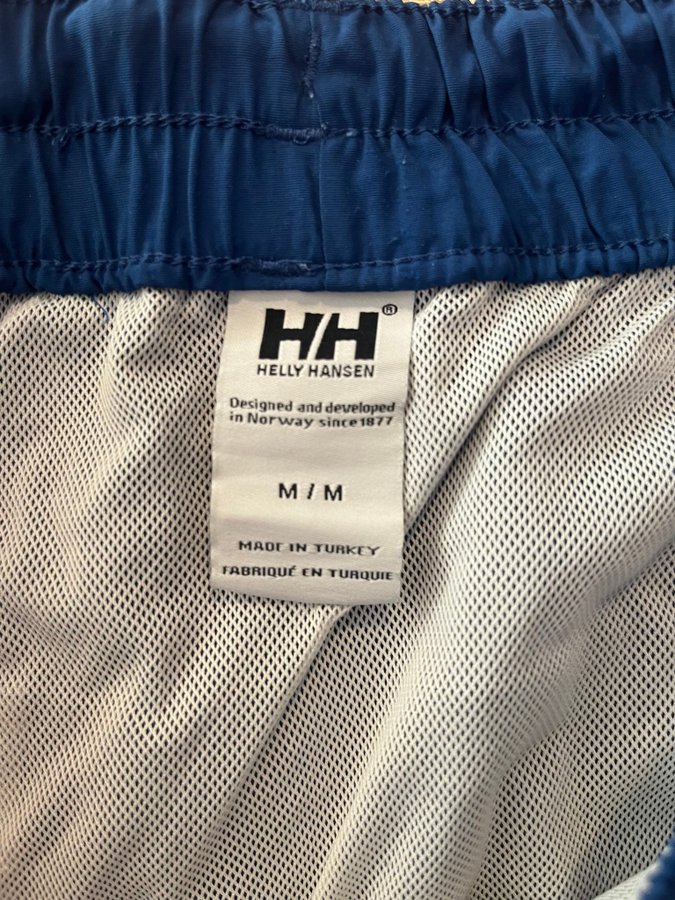 HH®
HELLY HANSEN
Designed and developed
in Norway since 1877
M / M
MADE IN TURKEY
FABRIQUÉ EN TURQUIE